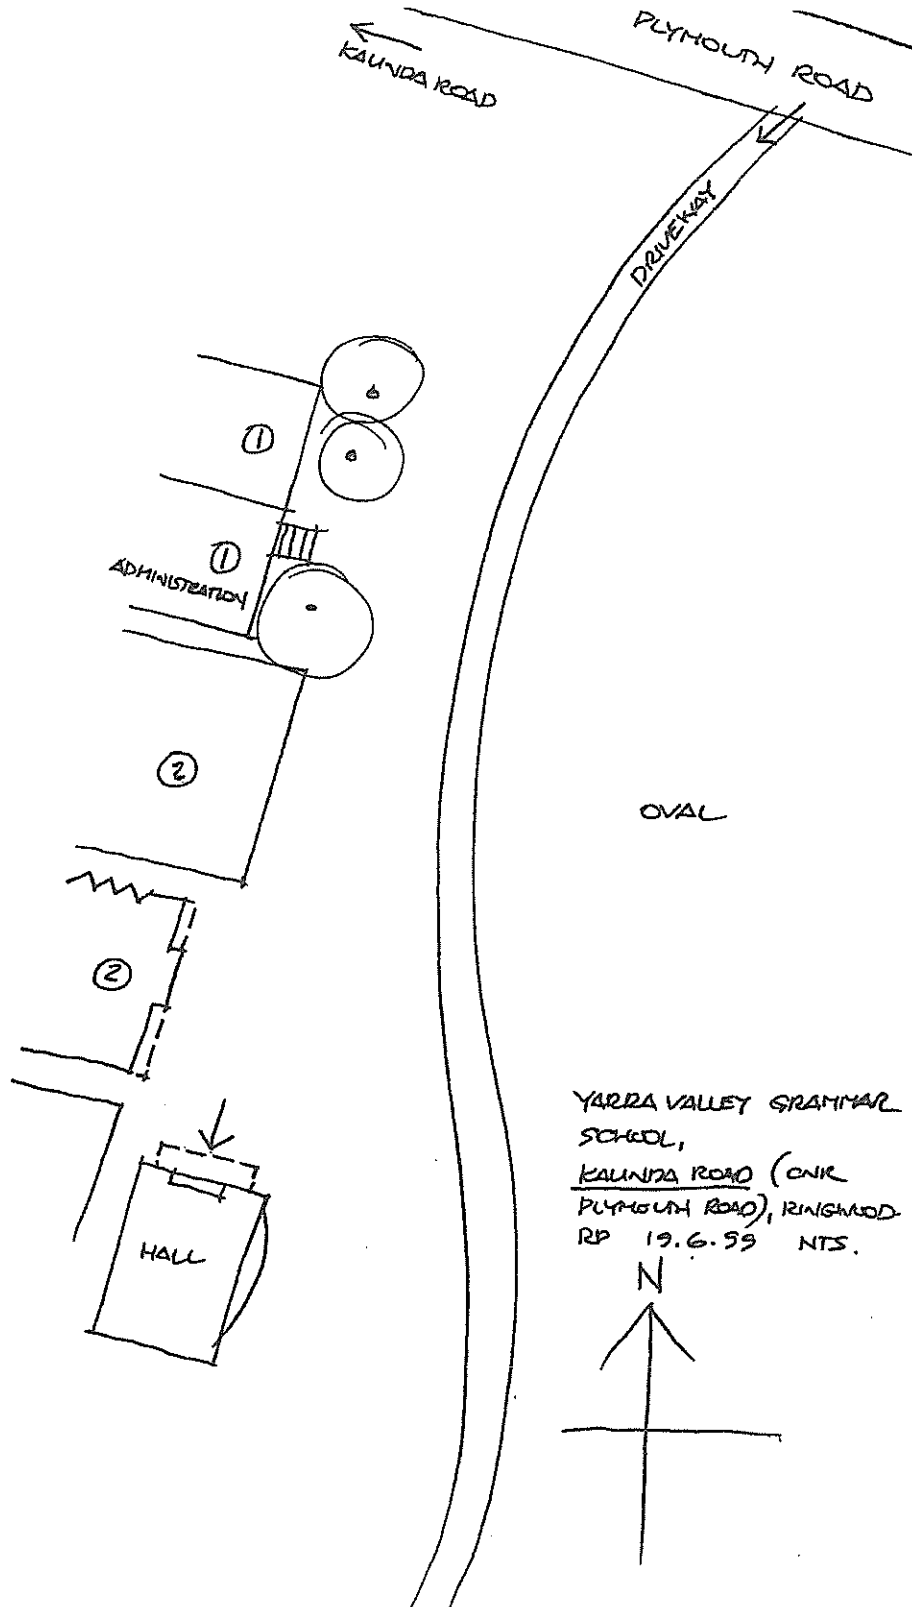 PLYMOUTH ROAD
KAUNDA ROAD
DRIVEWAY
1
1
ADMINISTRATION
2
OVAL
2
YARRA VALLEY GRAMMAR
SCHOOL,
KALINDA ROAD (CNR
PLYMOUTH ROAD), RINGWOOD
RP 19.6.99 NTS.
HALL
N